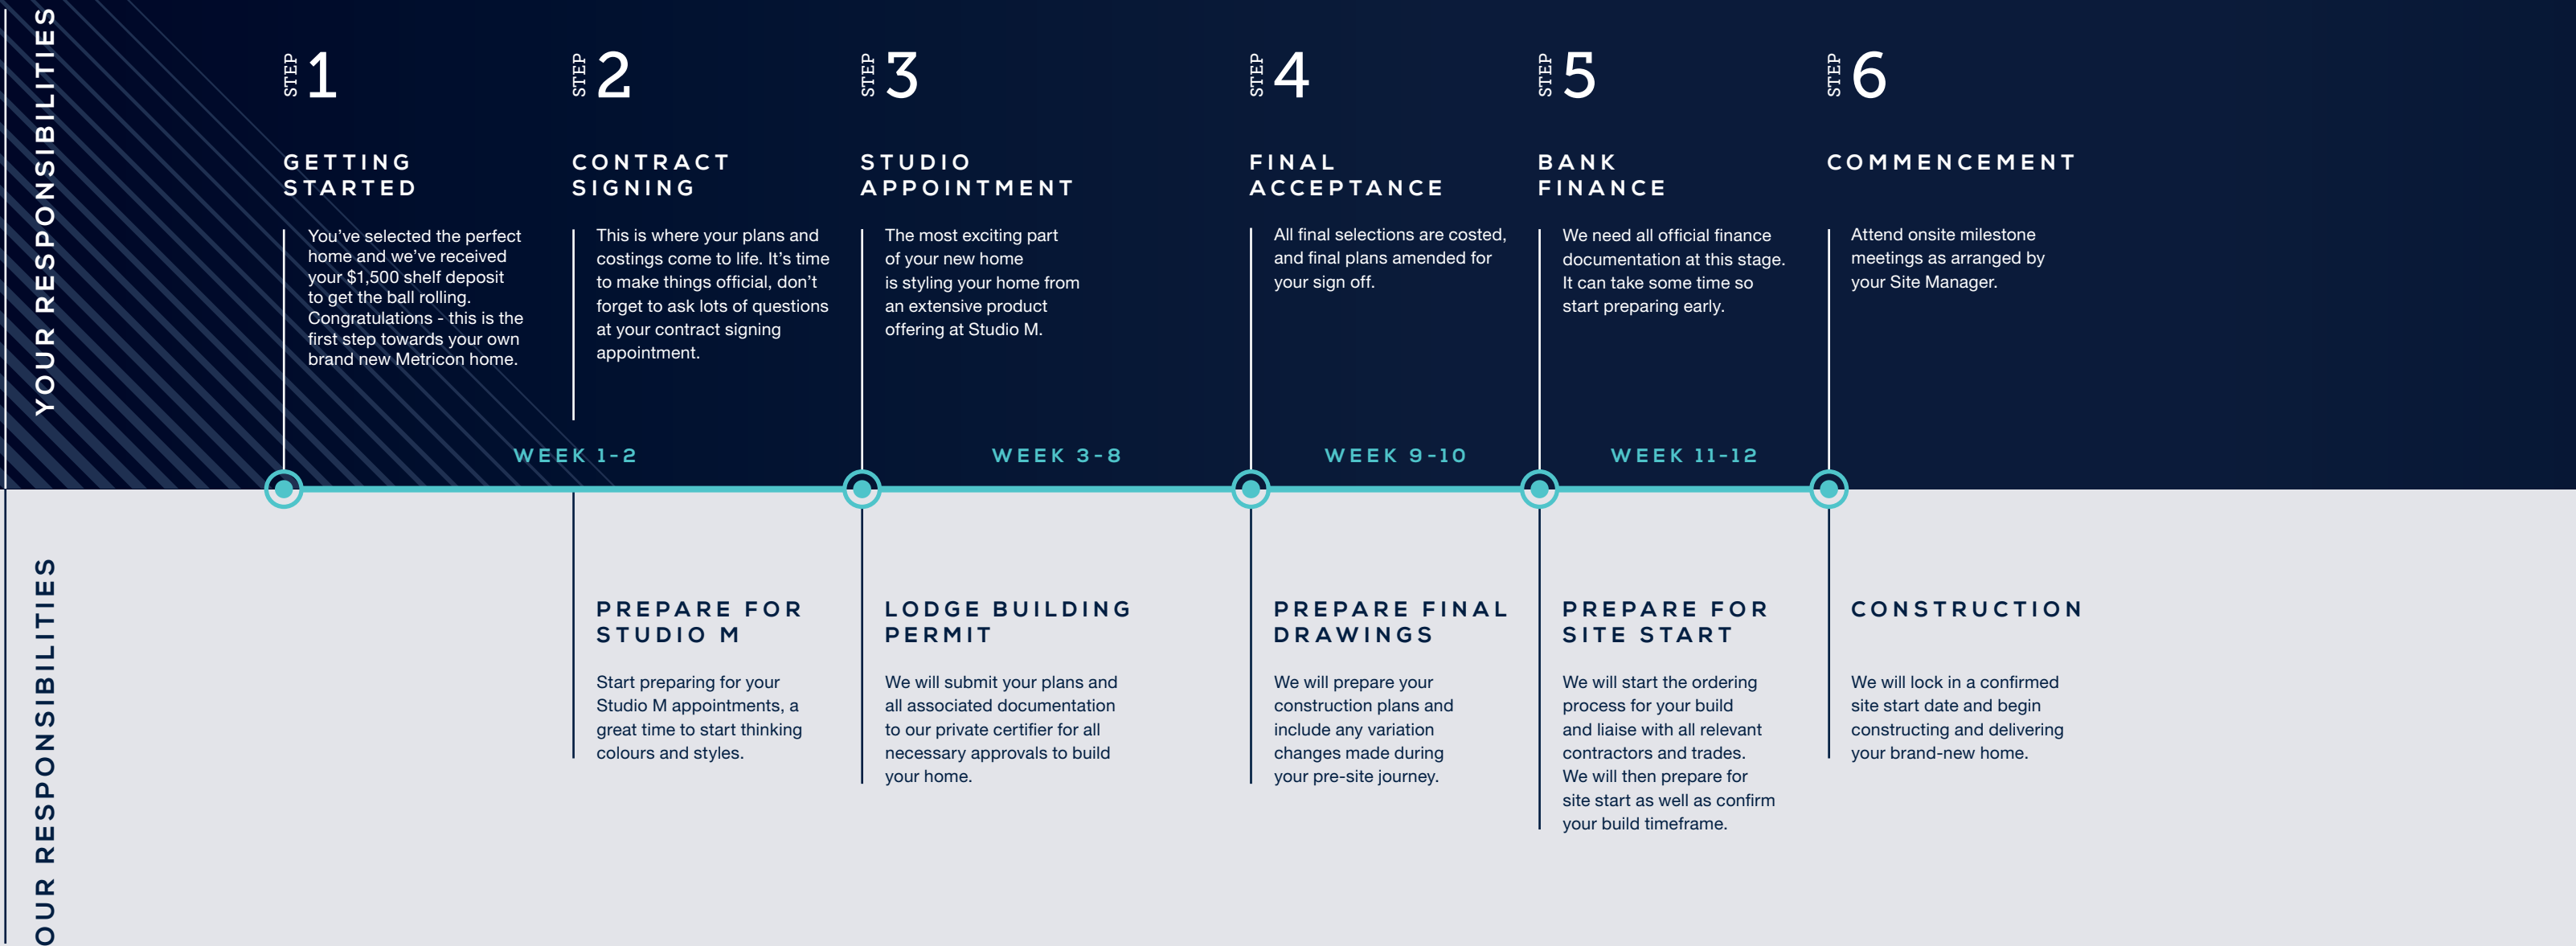 YOUR RESPONSIBILITIES
STEP 1
GETTING
STARTED
You’ve selected the perfect
home and we’ve received
your $1,500 shelf deposit
to get the ball rolling.
Congratulations - this is the
first step towards your own
brand new Metricon home.
STEP 2
CONTRACT
SIGNING
This is where your plans and
costings come to life. It’s time
to make things official, don’t
forget to ask lots of questions
at your contract signing
appointment.
STEP 3
STUDIO
APPOINTMENT
The most exciting part
of your new home
is styling your home from
an extensive product
offering at Studio M.
STEP 4
FINAL
ACCEPTANCE
All final selections are costed,
and final plans amended for
your sign off.
STEP 5
BANK
FINANCE
We need all official finance
documentation at this stage.
It can take some time so
start preparing early.
STEP 6
COMMENCEMENT
Attend onsite milestone
meetings as arranged by
your Site Manager.
WEEK 1-2
WEEK 3-8
WEEK 9-10
WEEK 11-12
OUR RESPONSIBILITIES
PREPARE FOR
STUDIO M
Start preparing for your
Studio M appointments, a
great time to start thinking
colours and styles.
LODGE BUILDING
PERMIT
We will submit your plans and
all associated documentation
to our private certifier for all
necessary approvals to build
your home.
PREPARE FINAL
DRAWINGS
We will prepare your
construction plans and
include any variation
changes made during
your pre-site journey.
PREPARE FOR
SITE START
We will start the ordering
process for your build
and liaise with all relevant
contractors and trades.
We will then prepare for
site start as well as confirm
your build timeframe.
CONSTRUCTION
We will lock in a confirmed
site start date and begin
constructing and delivering
your brand-new home.